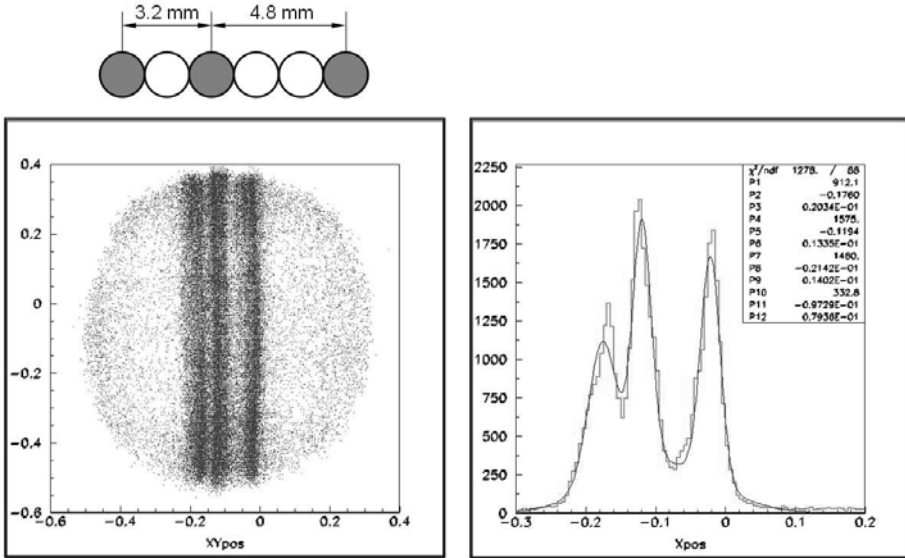 3.2 mm 4.8 mm
0.4
0.2
0
−0.2
−0.4
−0.6
−0.6 −0.4 −0.2 0 0.2 0.4
XYpos
2250
2000
1750
1500
1250
1000
750
500
250
0
−0.3 −0.2 −0.1 0 0.1 0.2
Xpos
χ²/ndf 1278. / 88
P1 912.1
P2 −0.1760
P3 0.2034E−01
P4 1575.
P5 −0.1194
P6 0.1335E−01
P7 1460.
P8 −0.2142E−01
P9 0.1402E−01
P10 332.8
P11 −0.9729E−01
P12 0.7936E−01